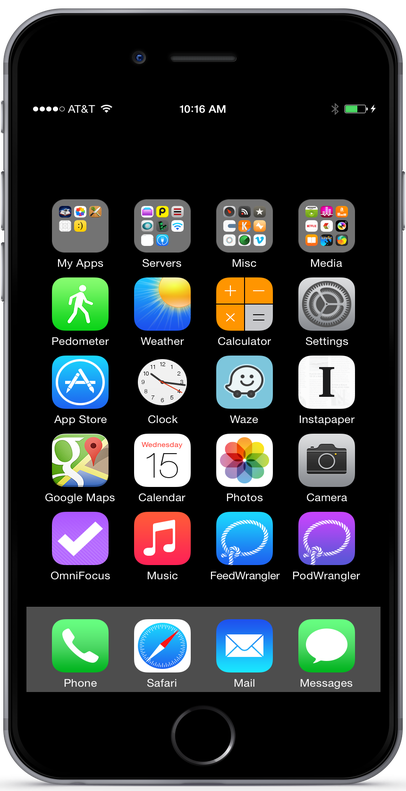 AT&T 10:16 AM
My Apps Servers Misc Media
Pedometer Weather Calculator Settings
App Store Clock Waze Instapaper
Wednesday
15
I
Google Maps Calendar Photos Camera
OmniFocus Music FeedWrangler PodWrangler
Phone Safari Mail Messages